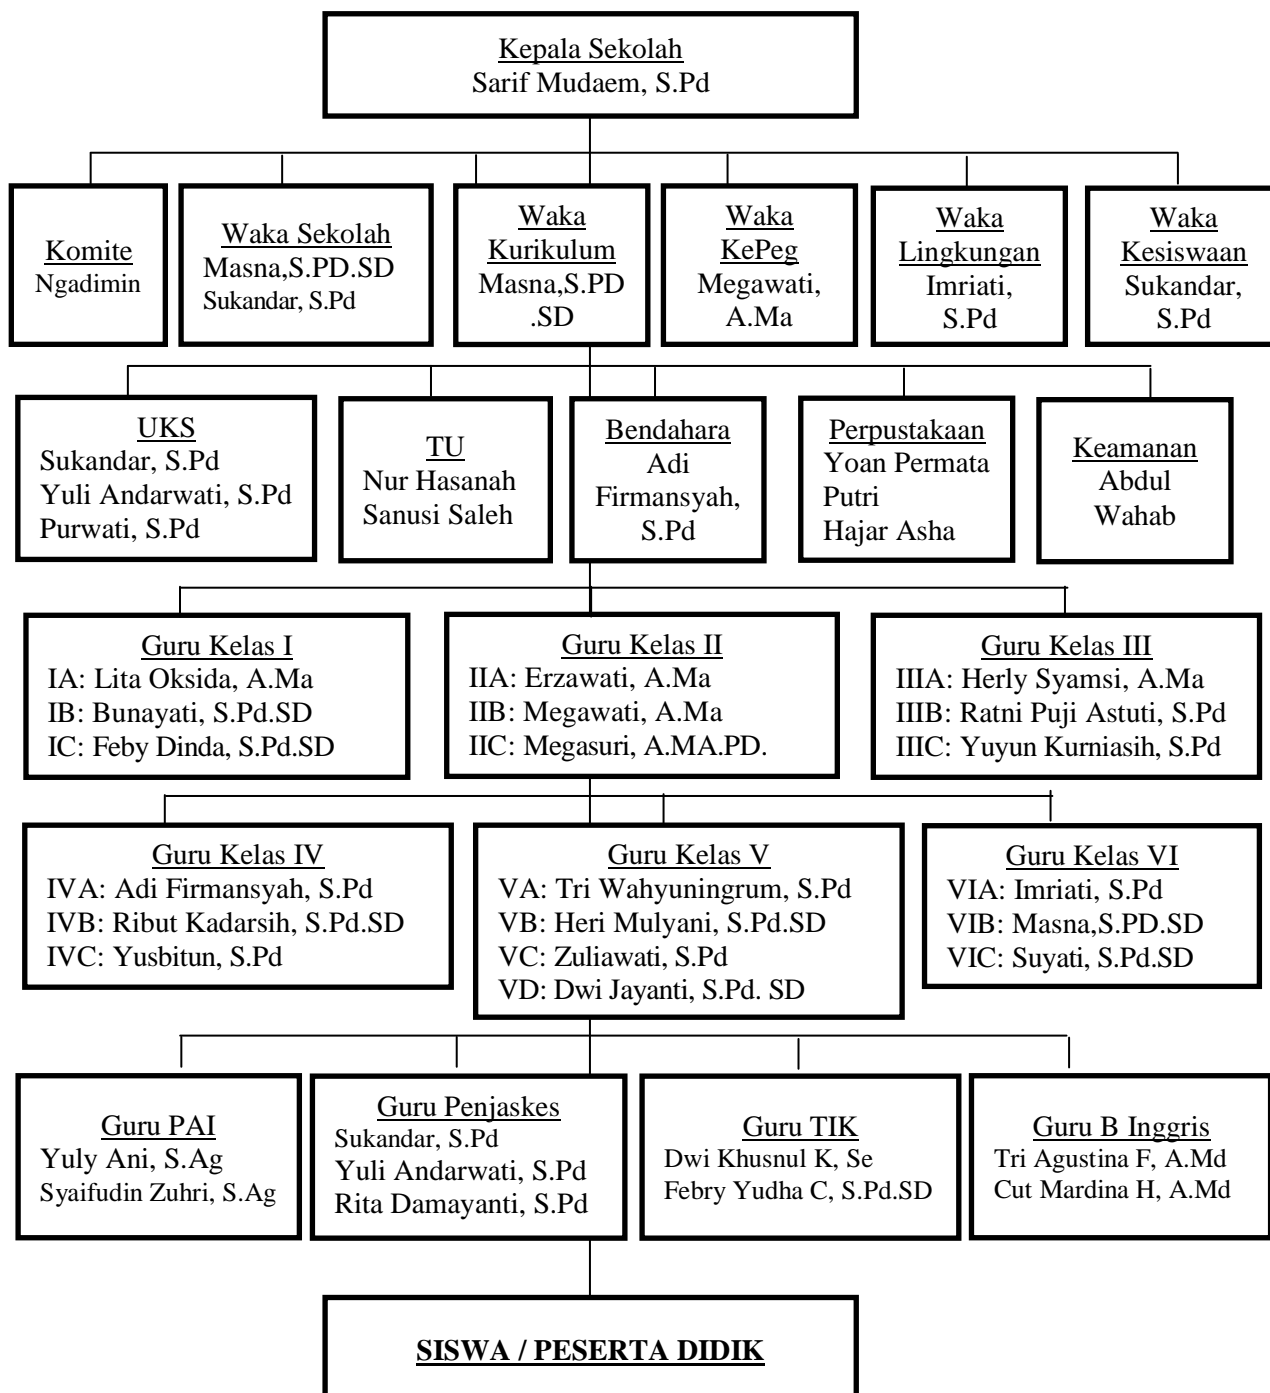 Kepala Sekolah
Sarif Mudaem, S.Pd
Komite
Ngadimin
Waka Sekolah
Masna,S.PD.SD
Sukandar, S.Pd
Waka
Kurikulum
Masna,S.PD
.SD
Waka
KePeg
Megawati,
A.Ma
Waka
Lingkungan
Imriati,
S.Pd
Waka
Kesiswaan
Sukandar,
S.Pd
UKS
Sukandar, S.Pd
Yuli Andarwati, S.Pd
Purwati, S.Pd
TU
Nur Hasanah
Sanusi Saleh
Bendahara
Adi
Firmansyah,
S.Pd
Perpustakaan
Yoan Permata
Putri
Hajar Asha
Keamanan
Abdul
Wahab
Guru Kelas I
IA: Lita Oksida, A.Ma
IB: Bunayati, S.Pd.SD
IC: Feby Dinda, S.Pd.SD
Guru Kelas II
IIA: Erzawati, A.Ma
IIB: Megawati, A.Ma
IIC: Megasuri, A.MA.PD.
Guru Kelas III
IIIA: Herly Syamsi, A.Ma
IIIB: Ratni Puji Astuti, S.Pd
IIIC: Yuyun Kurniasih, S.Pd
Guru Kelas IV
IVA: Adi Firmansyah, S.Pd
IVB: Ribut Kadarsih, S.Pd.SD
IVC: Yusbitun, S.Pd
Guru Kelas V
VA: Tri Wahyuningrum, S.Pd
VB: Heri Mulyani, S.Pd.SD
VC: Zuliawati, S.Pd
VD: Dwi Jayanti, S.Pd. SD
Guru Kelas VI
VIA: Imriati, S.Pd
VIB: Masna,S.PD.SD
VIC: Suyati, S.Pd.SD
Guru PAI
Yuly Ani, S.Ag
Syaifudin Zuhri, S.Ag
Guru Penjaskes
Sukandar, S.Pd
Yuli Andarwati, S.Pd
Rita Damayanti, S.Pd
Guru TIK
Dwi Khusnul K, Se
Febry Yudha C, S.Pd.SD
Guru B Inggris
Tri Agustina F, A.Md
Cut Mardina H, A.Md
SISWA / PESERTA DIDIK